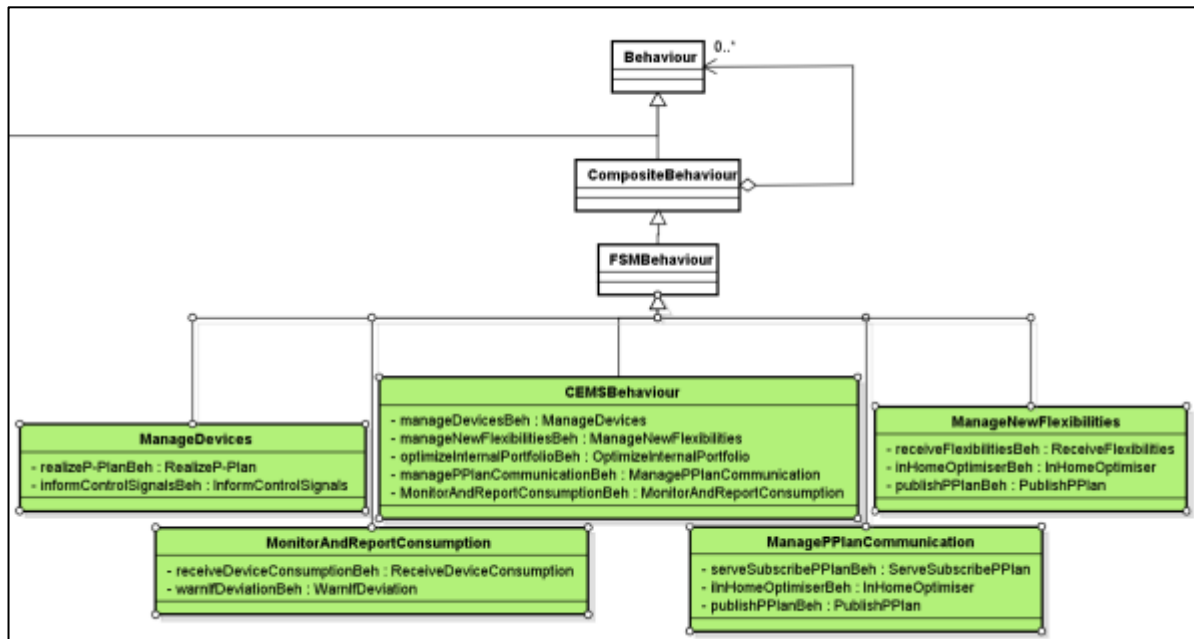 Behaviour
0..*
CompositeBehaviour
FSMBehaviour
CEMSBehaviour
- manageDevicesBeh : ManageDevices
- manageNewFlexibilitiesBeh : ManageNewFlexibilities
- optimizeInternalPortfolioBeh : OptimizeInternalPortfolio
- managePPlanCommunicationBeh : ManagePPlanCommunication
- MonitorAndReportConsumptionBeh : MonitorAndReportConsumption
ManageDevices
- realizeP-PlanBeh : RealizeP-Plan
- informControlSignalsBeh : InformControlSignals
ManageNewFlexibilities
- receiveFlexibilitiesBeh : ReceiveFlexibilities
- inHomeOptimiserBeh : InHomeOptimiser
- publishPPlanBeh : PublishPPlan
MonitorAndReportConsumption
- receiveDeviceConsumptionBeh : ReceiveDeviceConsumption
- warnIfDeviationBeh : WarnIfDeviation
ManagePPlanCommunication
- serveSubscribePPlanBeh : ServeSubscribePPlan
- iInHomeOptimiserBeh : InHomeOptimiser
- publishPPlanBeh : PublishPPlan